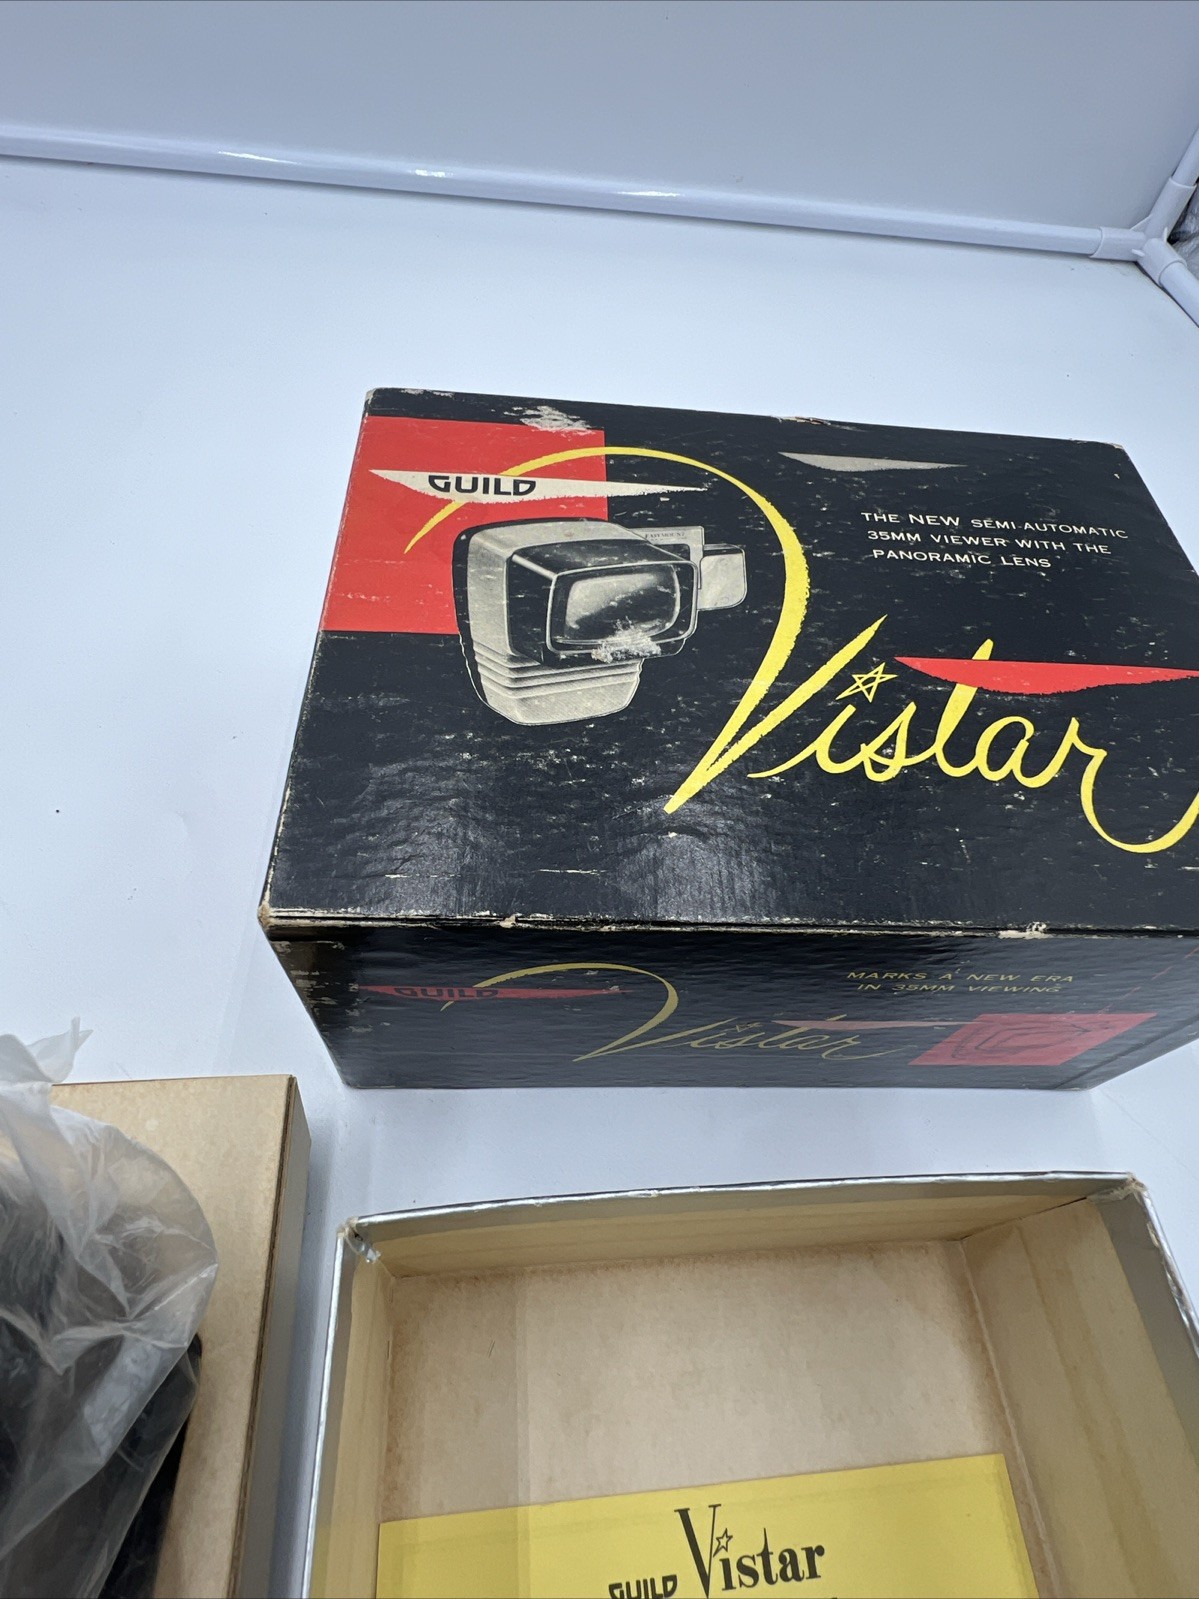 GUILD
THE NEW SEMI-AUTOMATIC
35MM VIEWER WITH THE
PANORAMIC LENS
Vistar
GUILD
MARKS A NEW ERA
IN 35MM VIEWING
Vistar
GUILD Vistar